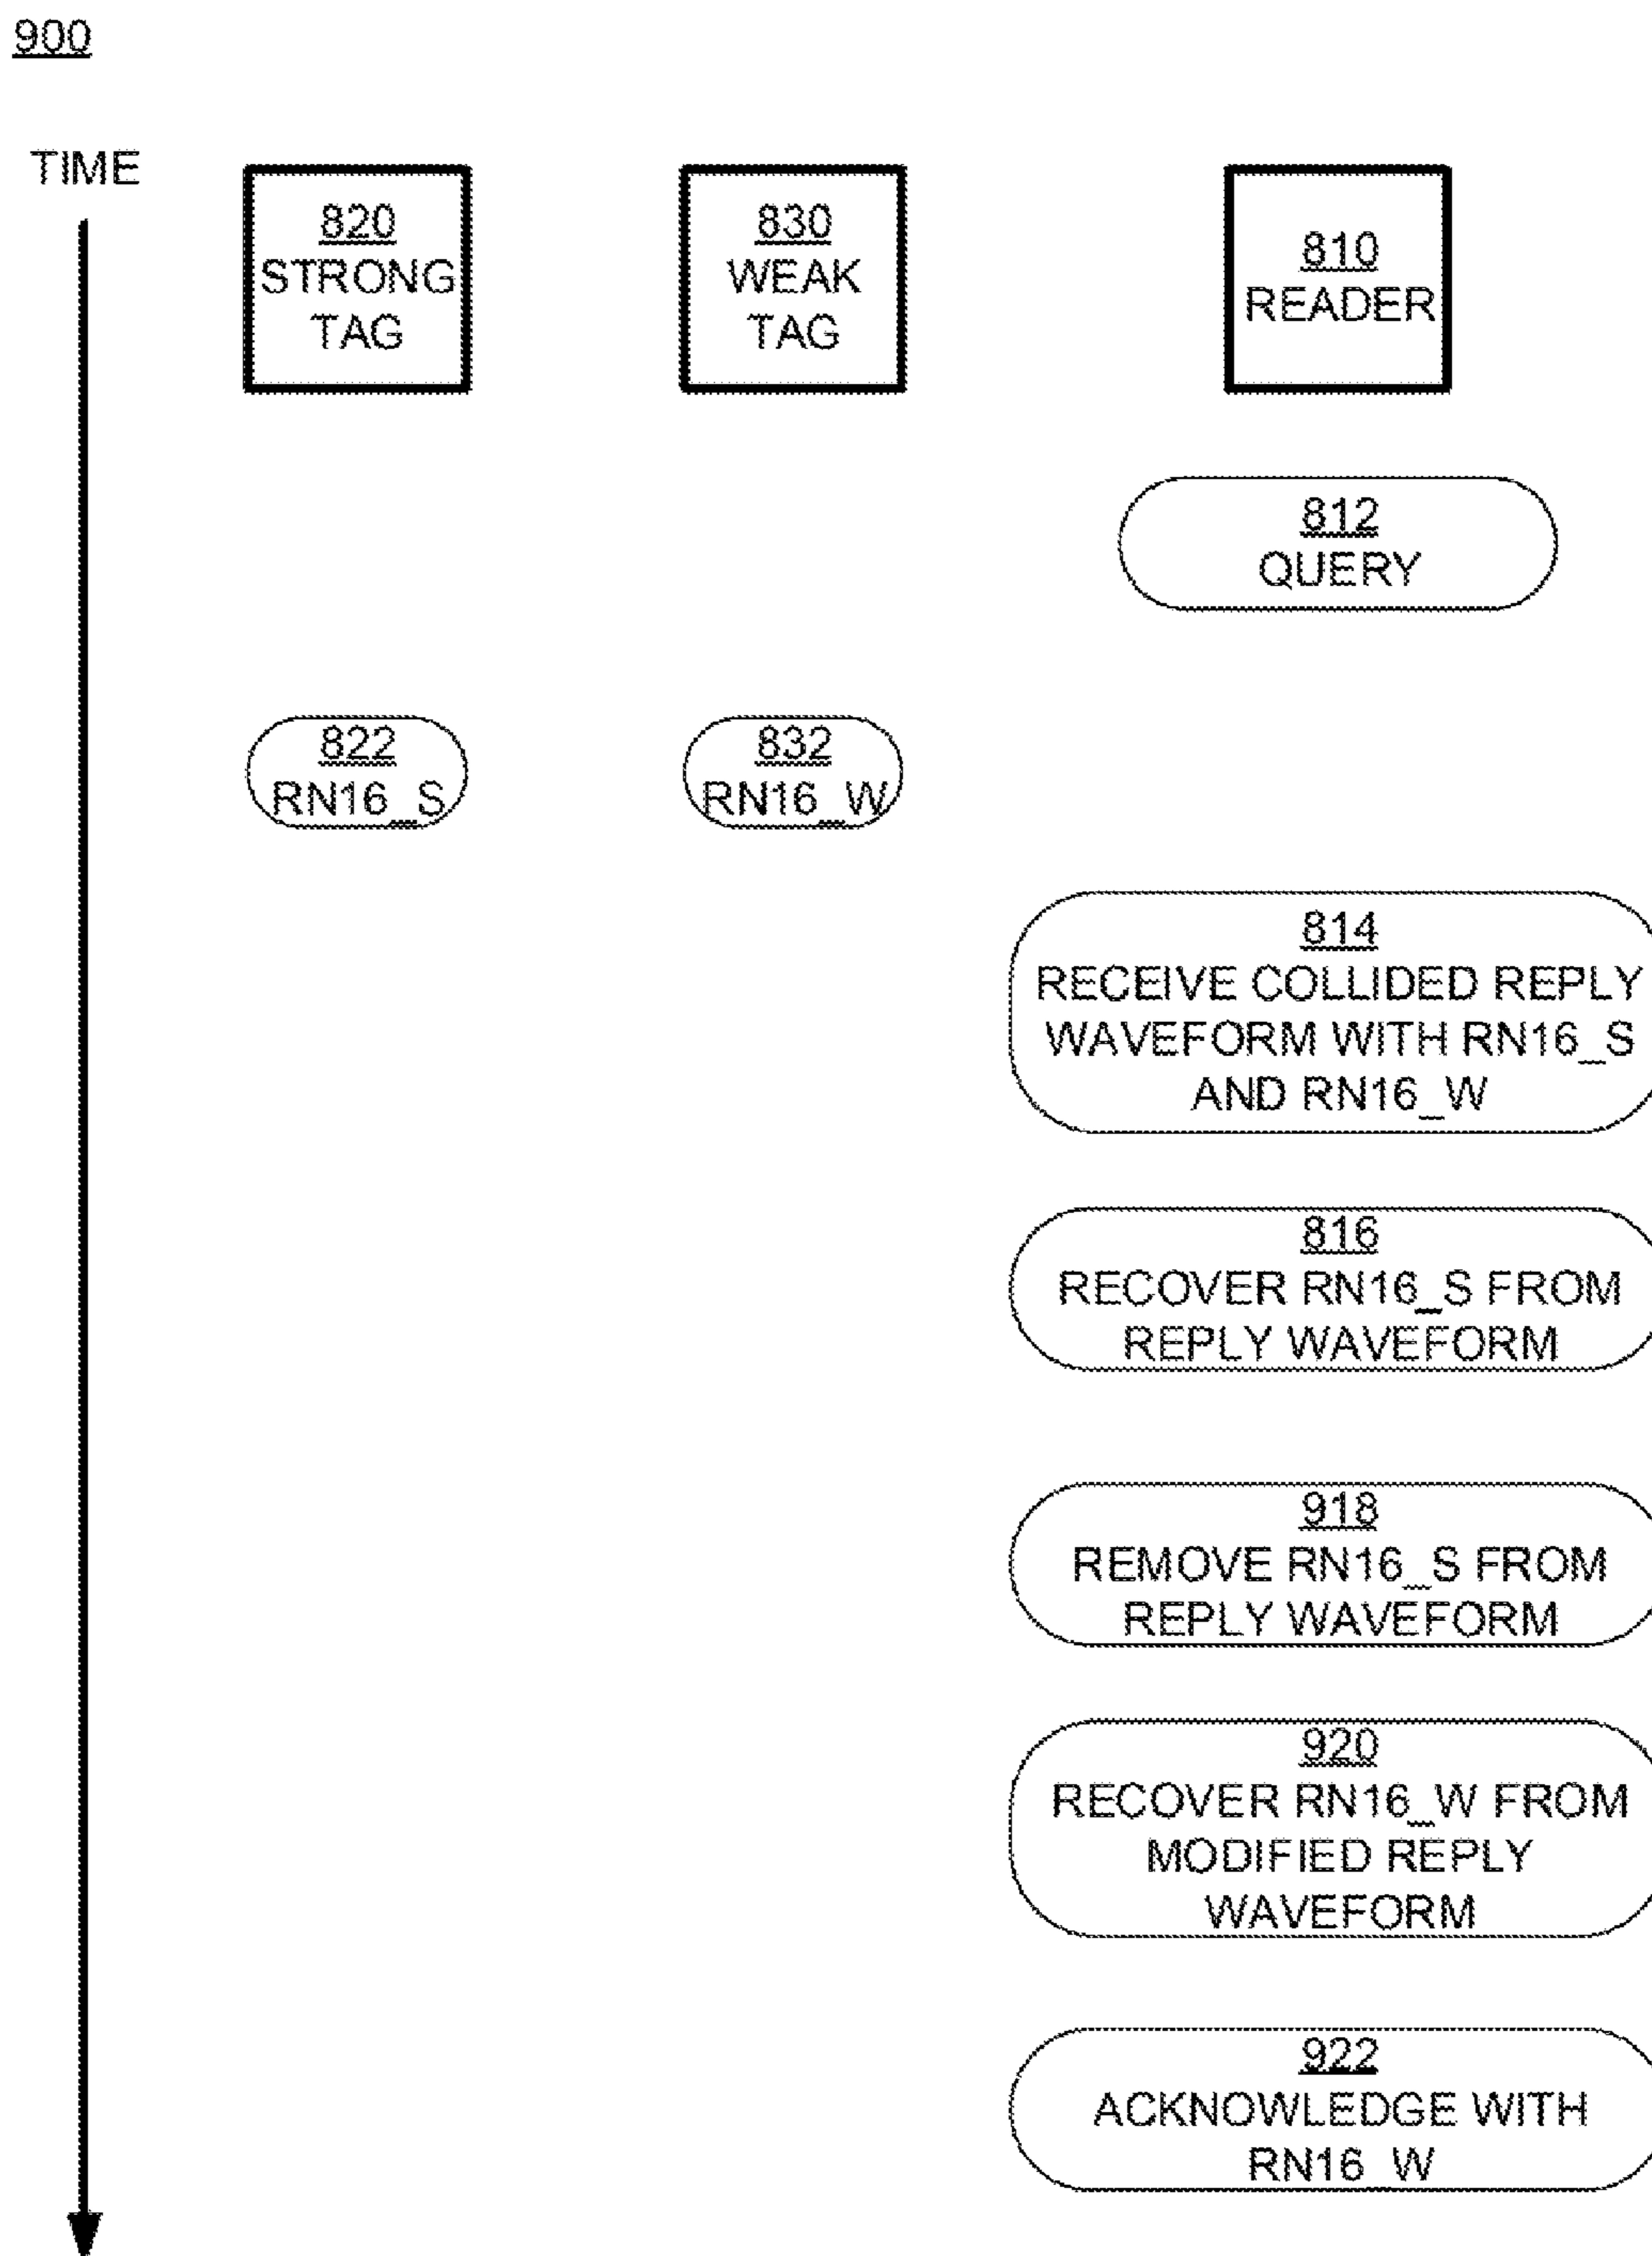 900
TIME
820
STRONG
TAG
830
WEAK
TAG
810
READER
812
QUERY
822
RN16_S
832
RN16_W
814
RECEIVE COLLIDED REPLY
WAVEFORM WITH RN16_S
AND RN16_W
816
RECOVER RN16_S FROM
REPLY WAVEFORM
918
REMOVE RN16_S FROM
REPLY WAVEFORM
920
RECOVER RN16_W FROM
MODIFIED REPLY
WAVEFORM
922
ACKNOWLEDGE WITH
RN16_W